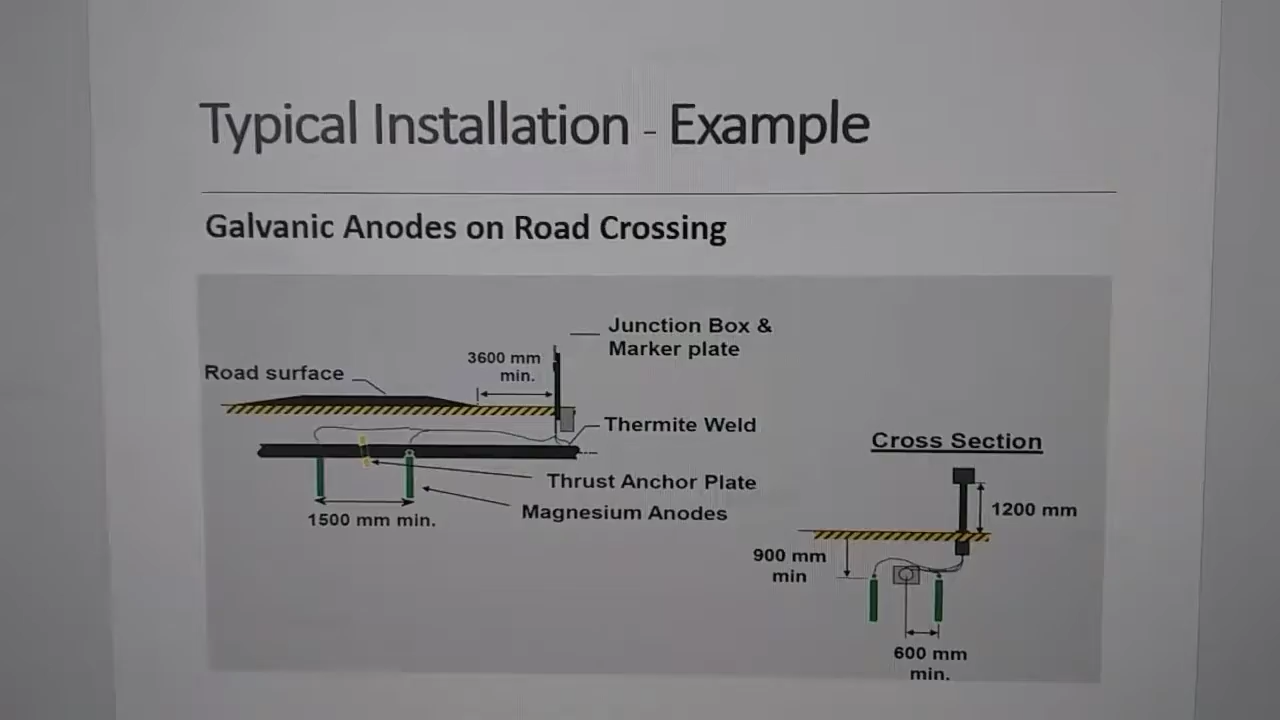 Typical Installation - Example
Galvanic Anodes on Road Crossing
Junction Box &
Marker plate
3600 mm
min.
Road surface
Thermite Weld
Thrust Anchor Plate
Magnesium Anodes
1500 mm min.
Cross Section
1200 mm
900 mm
min
600 mm
min.